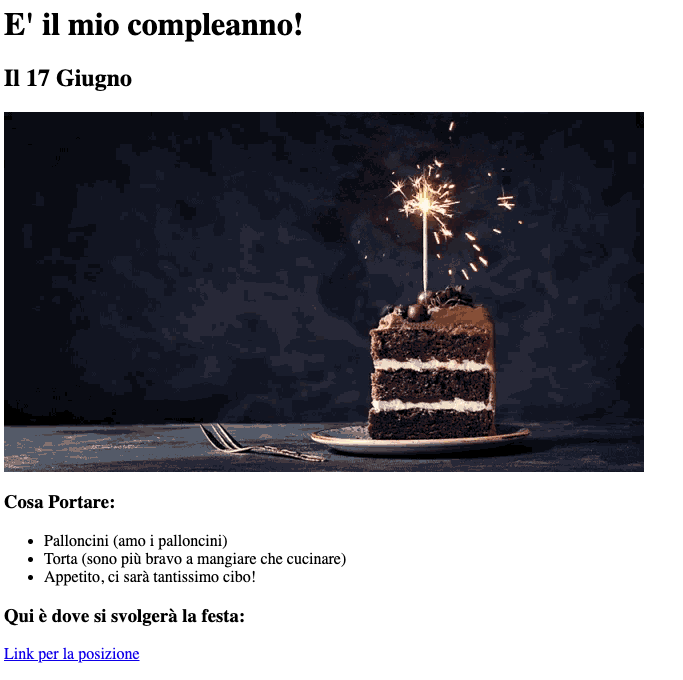 E' il mio compleanno!
Il 17 Giugno
Cosa Portare:
• Palloncini (amo i palloncini)
• Torta (sono più bravo a mangiare che cucinare)
• Appetito, ci sarà tantissimo cibo!
Qui è dove si svolgerà la festa:
Link per la posizione